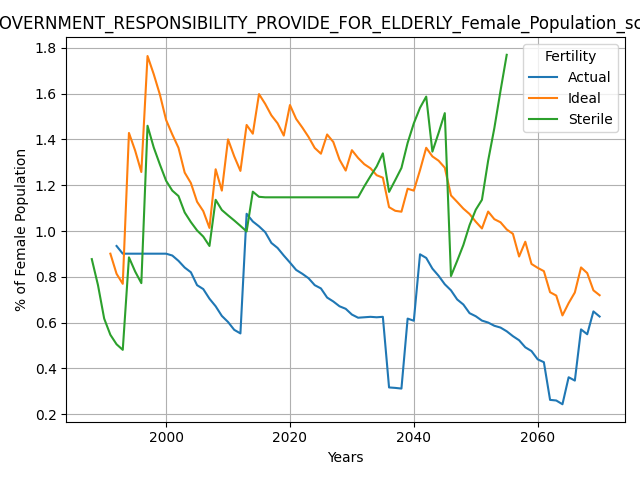 OVERNMENT_RESPONSIBILITY_PROVIDE_FOR_ELDERLY_Female_Population_sc
1.8
1.6
1.4
1.2
1.0
0.8
0.6
0.4
0.2
% of Female Population
Fertility
Actual
Ideal
Sterile
2000
2020
2040
2060
Years